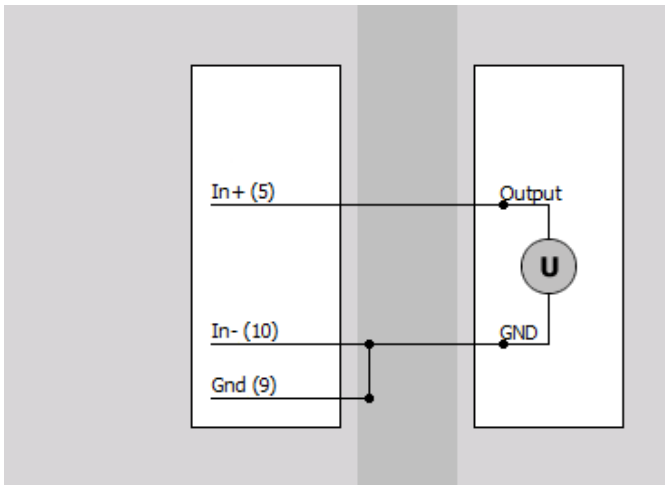 In+ (5)
Output
U
In- (10)
GND
Gnd (9)